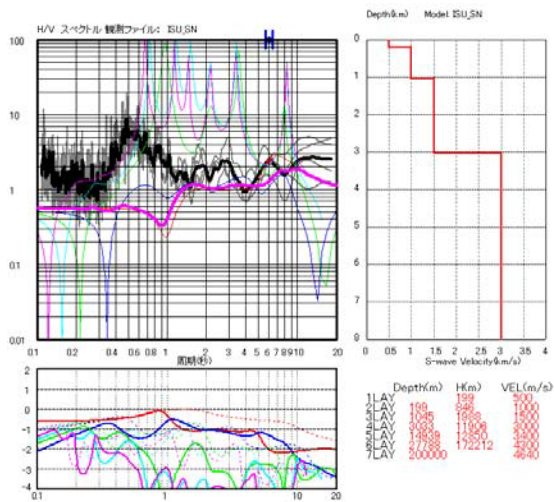 H/V スペクトル 観測ファイル: ISU_SN
H
100
10
1
0.1
0.01
0.1 0.2 0.4 0.6 0.8 1 2 3 4 5 6 7 8 9 10 20
周期(秒)
2
1
0
-1
-2
-3
-4
0.1 1 10 20
Depth(km) Model: ISU_SN
0
1
2
3
4
5
6
7
8
0 0.5 1 1.5 2 2.5 3 3.5 4
S-wave Velocity(km/s)
Depth(m) H(m) VEL(m/s)
1LAY 199 500
2LAY 199 846 1000
3LAY 1045
4LAY 3033 11906
5LAY
6LAY 172212
7LAY 200000 4640